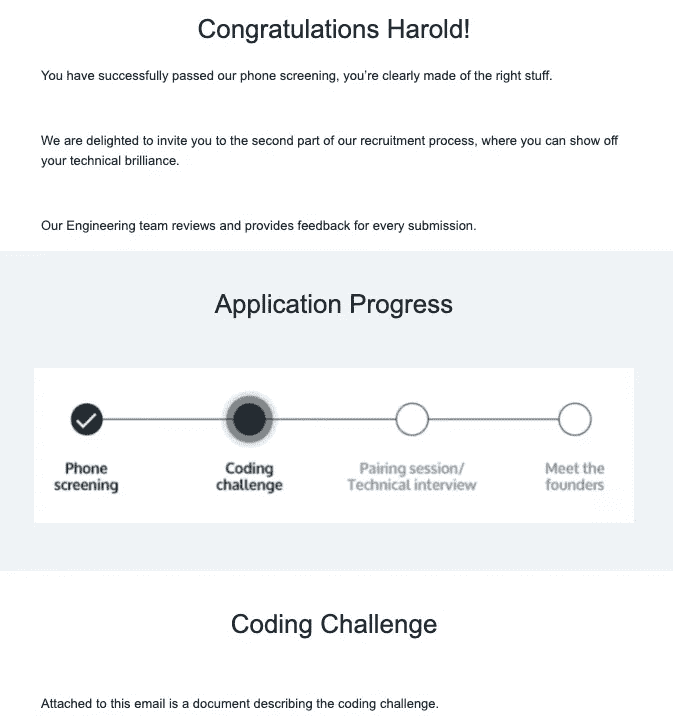 Congratulations Harold!
You have successfully passed our phone screening, you’re clearly made of the right stuff.
We are delighted to invite you to the second part of our recruitment process, where you can show off
your technical brilliance.
Our Engineering team reviews and provides feedback for every submission.
Application Progress
Phone
screening
Coding
challenge
Pairing session/
Technical interview
Meet the
founders
Coding Challenge
Attached to this email is a document describing the coding challenge.